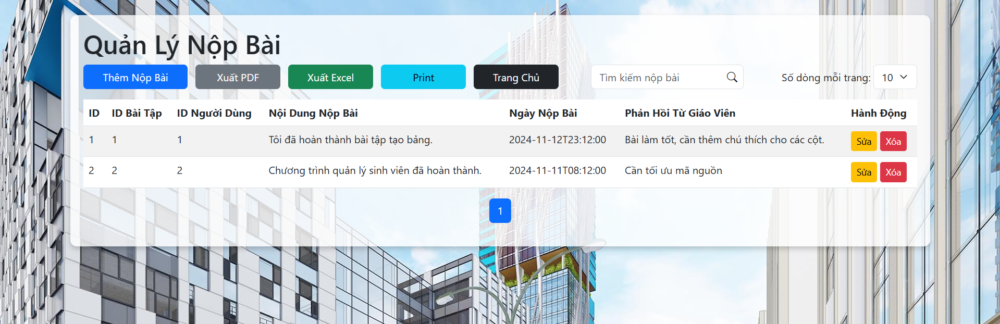 Quản Lý Nộp Bài
Thêm Nộp Bài Xuất PDF Xuất Excel Print Trang Chủ Tìm kiếm nộp bài Số dòng mỗi trang: 10
ID ID Bài Tập ID Người Dùng Nội Dung Nộp Bài Ngày Nộp Bài Phản Hồi Từ Giáo Viên Hành Động
1 1 1 Tôi đã hoàn thành bài tập tạo bảng. 2024-11-12T23:12:00 Bài làm tốt, cần thêm chú thích cho các cột. Sửa Xóa
2 2 2 Chương trình quản lý sinh viên đã hoàn thành. 2024-11-11T08:12:00 Cần tối ưu mã nguồn Sửa Xóa
1